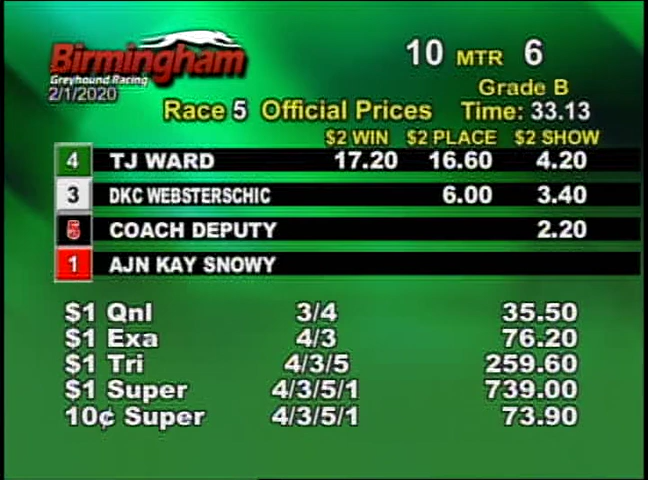 Birmingham
Greyhound Racing
2/1/2020
10 MTR 6
Grade B
Race 5 Official Prices Time: 33.13
$2 WIN $2 PLACE $2 SHOW
4 TJ WARD 17.20 16.60 4.20
3 DKC WEBSTERSCHIC 6.00 3.40
5 COACH DEPUTY 2.20
1 AJN KAY SNOWY
$1 Qnl 3/4 35.50
$1 Exa 4/3 76.20
$1 Tri 4/3/5 259.60
$1 Super 4/3/5/1 739.00
10¢ Super 4/3/5/1 73.90